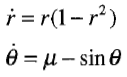 ṙ = r(1 − r²)
θ̇ = μ − sin θ